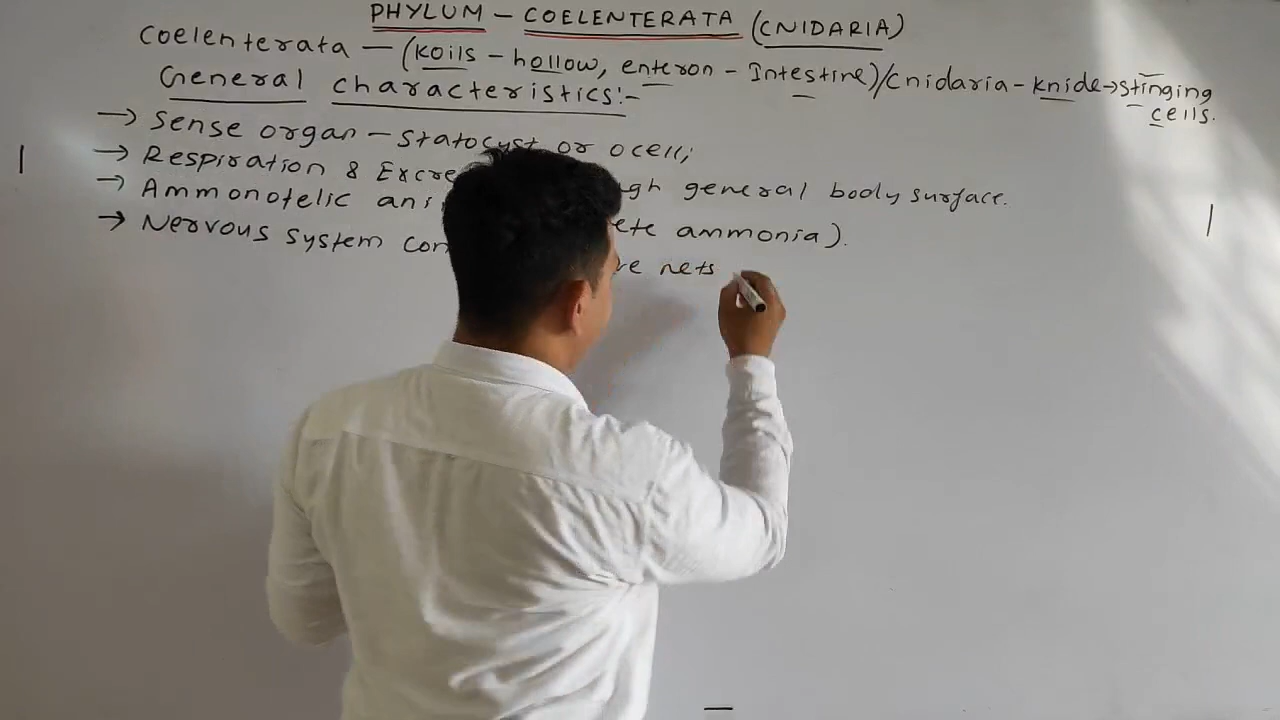 PHYLUM - COELENTERATA (CNIDARIA)
Coelenterata - (koils - hollow, enteron - Intestine)/Cnidaria - knide → stinging cells.
General characteristics:-
→ Sense organ - Statocyst or ocelli;
→ Respiration & Excre gh general body surface.
→ Ammonotelic ani ete ammonia).
→ Nervous system con ve nets